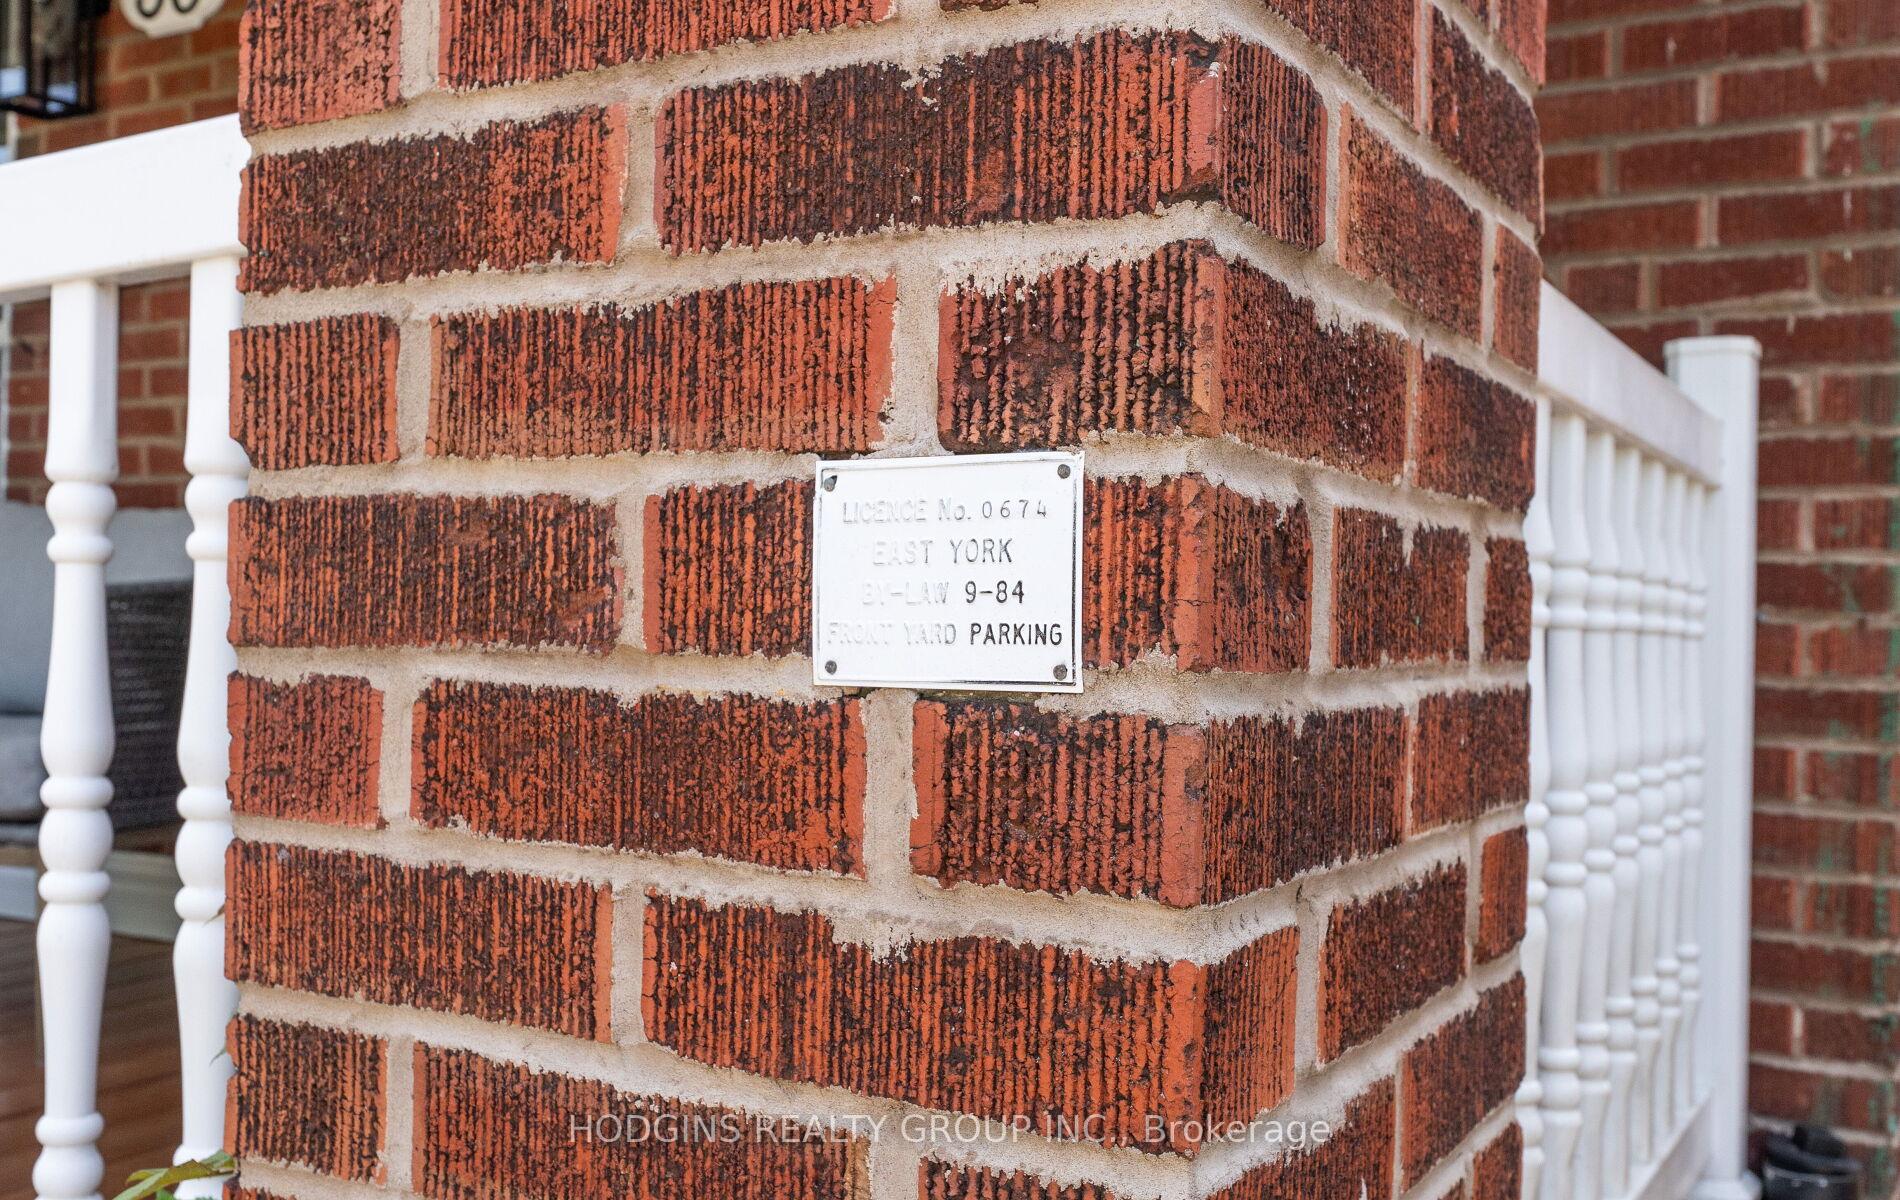 LICENCE No. 0674
EAST YORK
BY-LAW 9-84
FRONT YARD PARKING
HODGINS REALTY GROUP INC., Brokerage